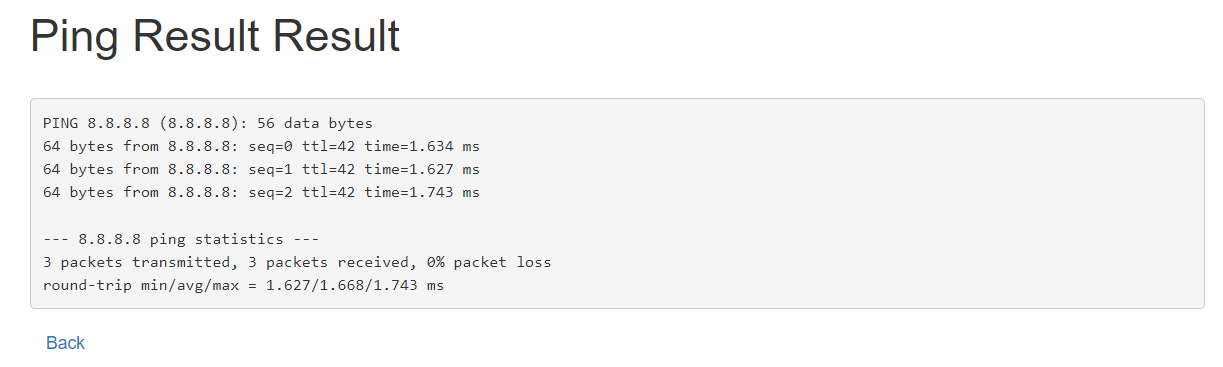 Ping Result Result
PING 8.8.8.8 (8.8.8.8): 56 data bytes
64 bytes from 8.8.8.8: seq=0 ttl=42 time=1.634 ms
64 bytes from 8.8.8.8: seq=1 ttl=42 time=1.627 ms
64 bytes from 8.8.8.8: seq=2 ttl=42 time=1.743 ms
--- 8.8.8.8 ping statistics ---
3 packets transmitted, 3 packets received, 0% packet loss
round-trip min/avg/max = 1.627/1.668/1.743 ms
Back